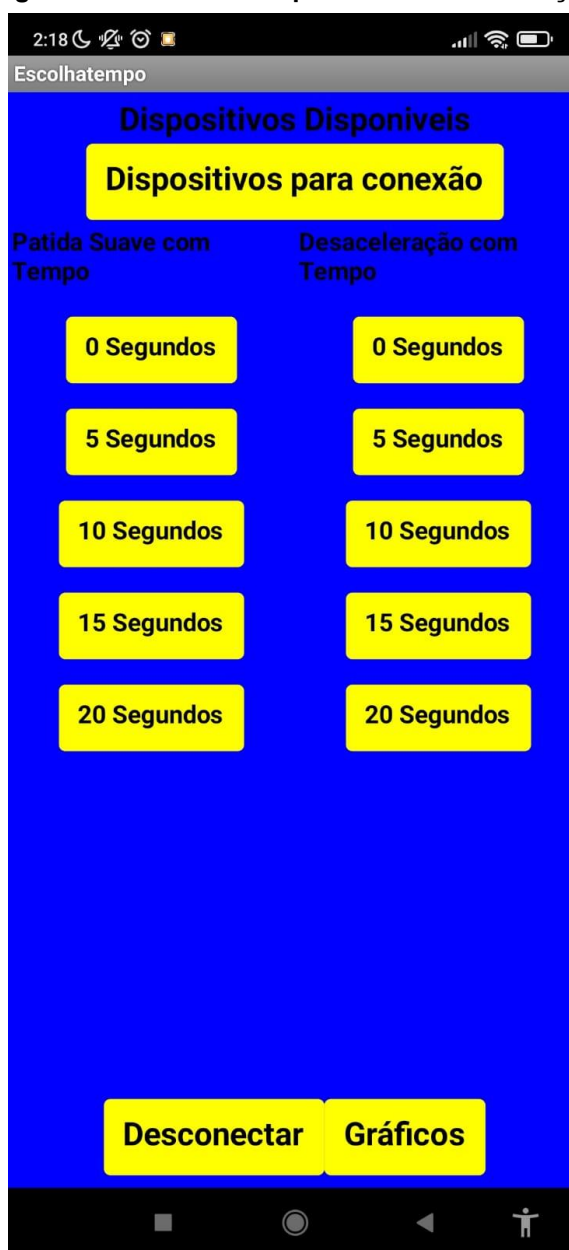 2:18
Escolhatempo
Dispositivos Disponiveis
Dispositivos para conexão
Patida Suave com
Tempo
Desaceleração com
Tempo
0 Segundos
0 Segundos
5 Segundos
5 Segundos
10 Segundos
10 Segundos
15 Segundos
15 Segundos
20 Segundos
20 Segundos
Desconectar
Gráficos